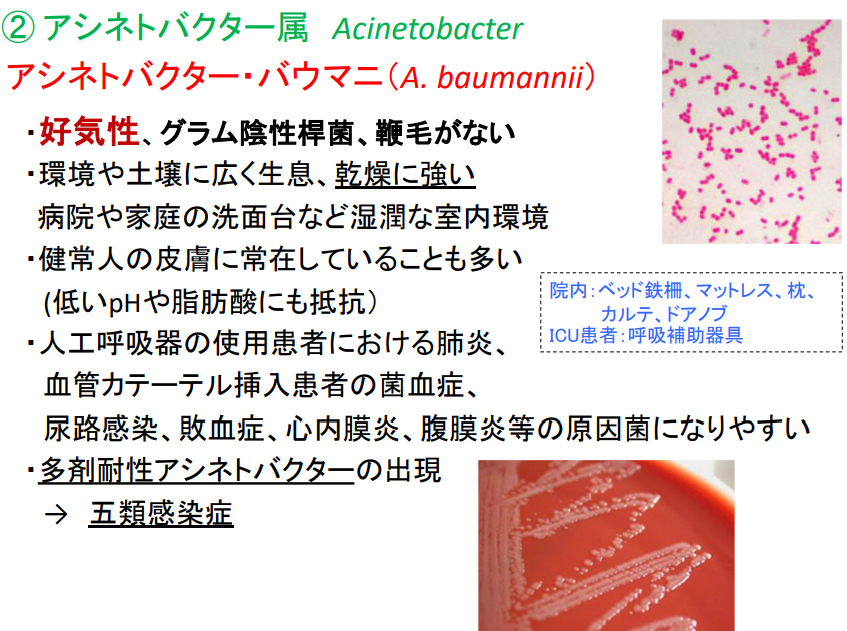 ② アシネトバクター属 Acinetobacter
アシネトバクター・バウマニ（A. baumannii）
・好気性、グラム陰性桿菌、鞭毛がない
・環境や土壌に広く生息、乾燥に強い
病院や家庭の洗面台など湿潤な室内環境
・健常人の皮膚に常在していることも多い
(低いpHや脂肪酸にも抵抗）
院内：ベッド鉄柵、マットレス、枕、
カルテ、ドアノブ
ICU患者：呼吸補助器具
・人工呼吸器の使用患者における肺炎、
血管カテーテル挿入患者の菌血症、
尿路感染、敗血症、心内膜炎、腹膜炎等の原因菌になりやすい
・多剤耐性アシネトバクターの出現
→ 五類感染症